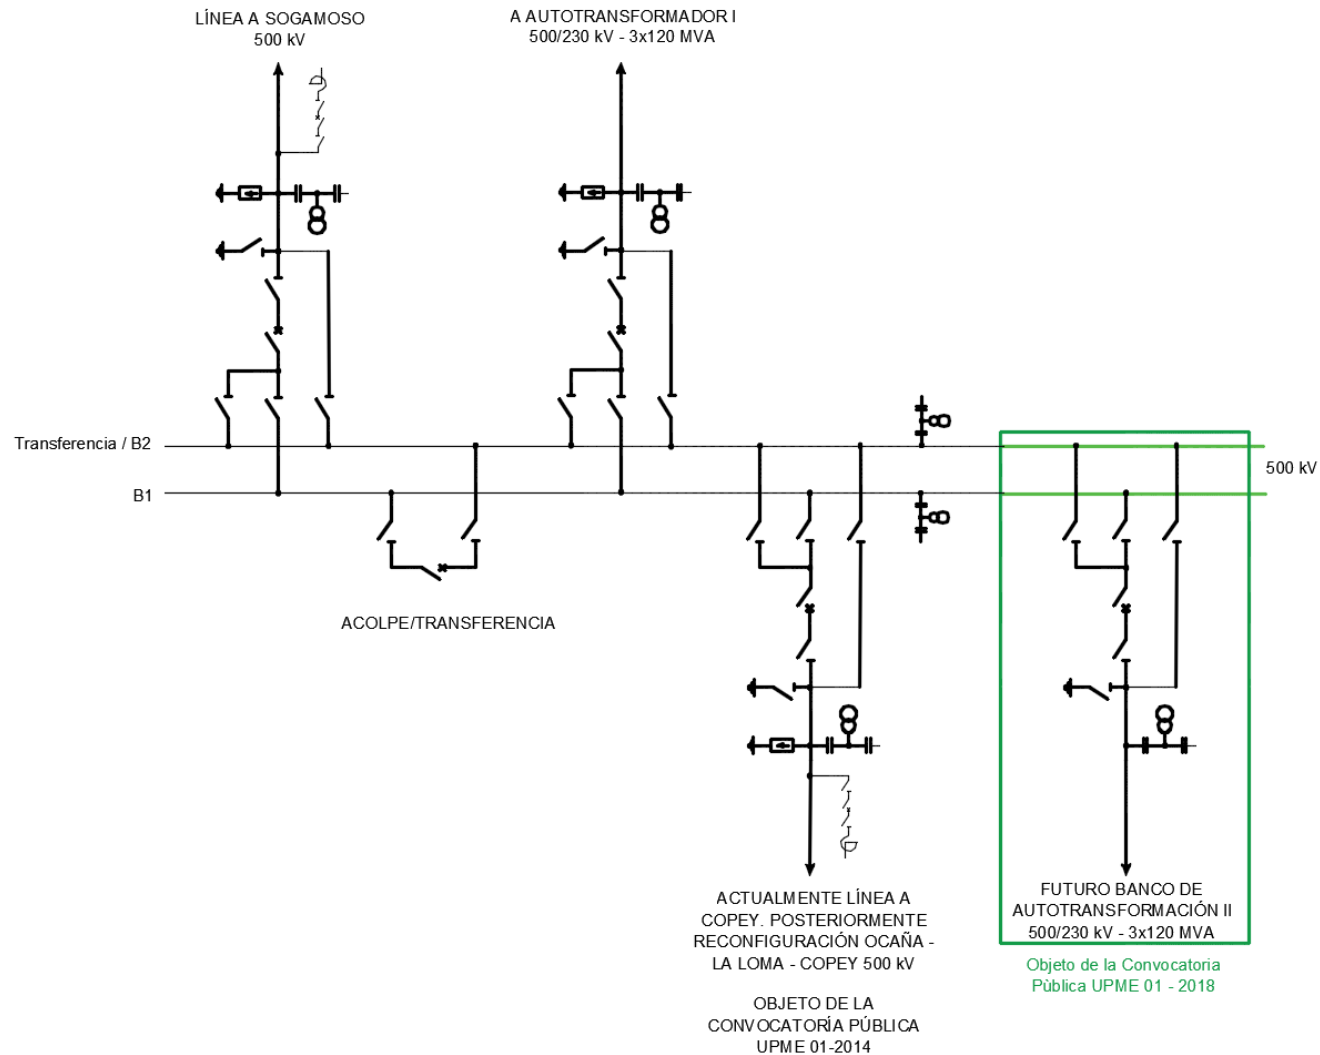 LÍNEA A SOGAMOSO
500 kV
A AUTOTRANSFORMADOR I
500/230 kV - 3x120 MVA
Transferencia / B2
B1
500 kV
ACOLPE/TRANSFERENCIA
ACTUALMENTE LÍNEA A
COPEY. POSTERIORMENTE
RECONFIGURACIÓN OCAÑA -
LA LOMA - COPEY 500 kV
OBJETO DE LA
CONVOCATORÍA PÚBLICA
UPME 01-2014
FUTURO BANCO DE
AUTOTRANSFORMACIÓN II
500/230 kV - 3x120 MVA
Objeto de la Convocatoria
Pùblica UPME 01 - 2018